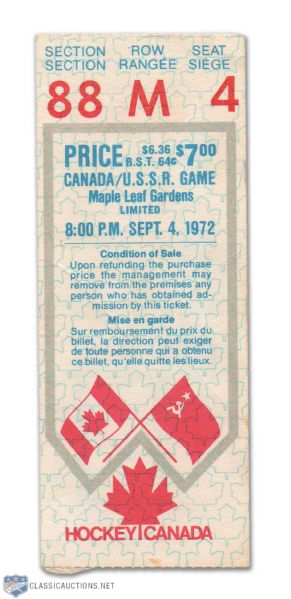 SECTION ROW SEAT
SECTION RANGÉE SIÈGE
88 M 4
PRICE $6.36 R.S.T. 64¢ $7.00
CANADA/U.S.S.R. GAME
Maple Leaf Gardens
LIMITED
8:00 P.M. SEPT. 4, 1972
Condition of Sale
Upon refunding the purchase
price the management may
remove from the premises any
person who has obtained ad-
mission by this ticket.
Mise en garde
Sur remboursement du prix du
billet, la direction peut exiger
de toute personne qui a obtenu
ce billet, qu'elle quitte les lieux.
HOCKEY CANADA
CLASSICAUCTIONS.NET